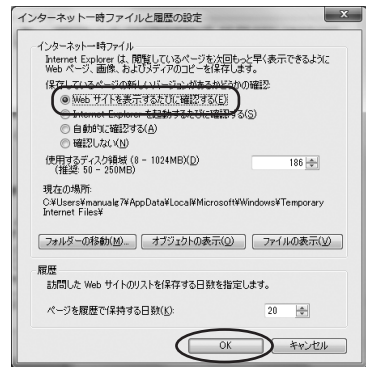 インターネット一時ファイルと履歴の設定
インターネット一時ファイル
Internet Explorer は、閲覧しているページを次回もっと早く表示できるように
Web ページ、画像、およびメディアのコピーを保存します。
保存しているページの新しいバージョンがあるかどうかの確認:
Web サイトを表示するたびに確認する(E)
Internet Explorer を起動するたびに確認する(S)
自動的に確認する(A)
確認しない(N)
使用するディスク領域 (8 - 1024MB)(D) 186
(推奨: 50 - 250MB)
現在の場所:
C:¥Users¥manualg7¥AppData¥Local¥Microsoft¥Windows¥Temporary
Internet Files¥
フォルダーの移動(M)... オブジェクトの表示(O) ファイルの表示(V)
履歴
訪問した Web サイトのリストを保存する日数を指定します。
ページを履歴で保持する日数(K): 20
OK キャンセル